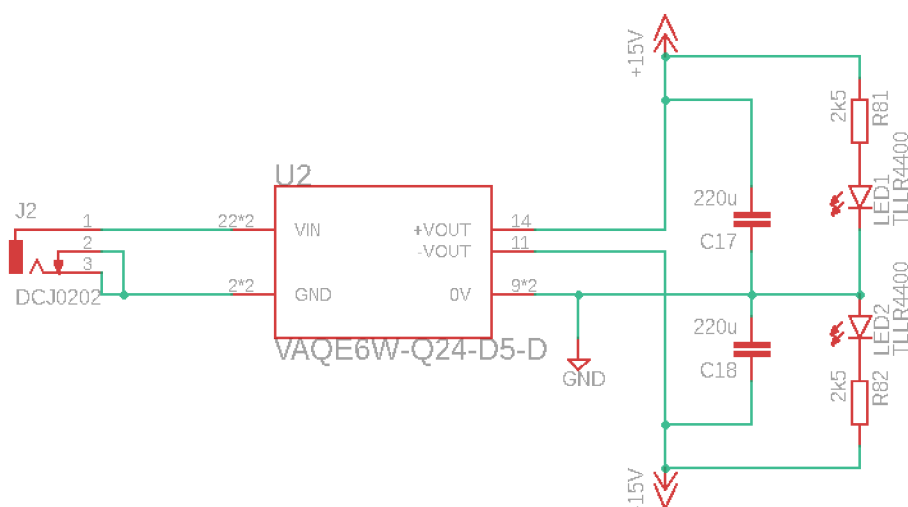 +15V
2k5
R81
LED1
TLLR4400
U2
J2
1
2
3
DCJ0202
22*2
VIN
+VOUT
14
-VOUT
11
2*2
GND
0V
9*2
VAQE6W-Q24-D5-D
220u
C17
GND
220u
C18
LED2
TLLR4400
2k5
R82
-15V